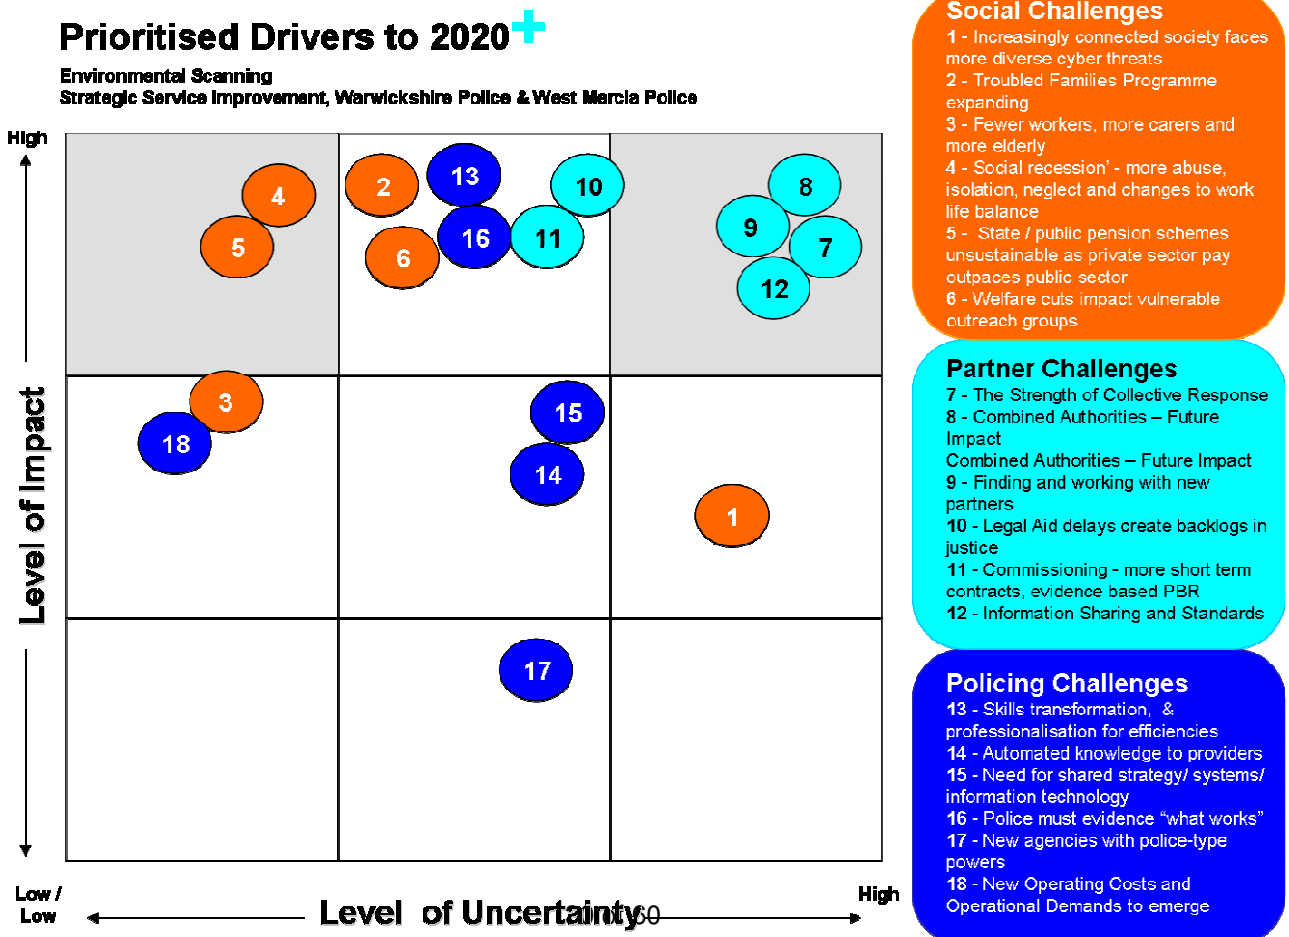 Prioritised Drivers to 2020+
Environmental Scanning
Strategic Service Improvement, Warwickshire Police & West Mercia Police
High
4
5
2
13
10
6
16
11
8
9
7
12
3
18
15
14
1
17
Level of Impact
Low /
Low
Level of Uncertainty
of 60
High
Social Challenges
1 - Increasingly connected society faces
more diverse cyber threats
2 - Troubled Families Programme
expanding
3 - Fewer workers, more carers and
more elderly
4 - Social recession’ - more abuse,
isolation, neglect and changes to work
life balance
5 - State / public pension schemes
unsustainable as private sector pay
outpaces public sector
6 - Welfare cuts impact vulnerable
outreach groups
Partner Challenges
7 - The Strength of Collective Response
8 - Combined Authorities – Future
Impact
Combined Authorities – Future Impact
9 - Finding and working with new
partners
10 - Legal Aid delays create backlogs in
justice
11 - Commissioning - more short term
contracts, evidence based PBR
12 - Information Sharing and Standards
Policing Challenges
13 - Skills transformation, &
professionalisation for efficiencies
14 - Automated knowledge to providers
15 - Need for shared strategy/ systems/
information technology
16 - Police must evidence “what works”
17 - New agencies with police-type
powers
18 - New Operating Costs and
Operational Demands to emerge